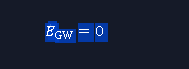 E_GW = 0